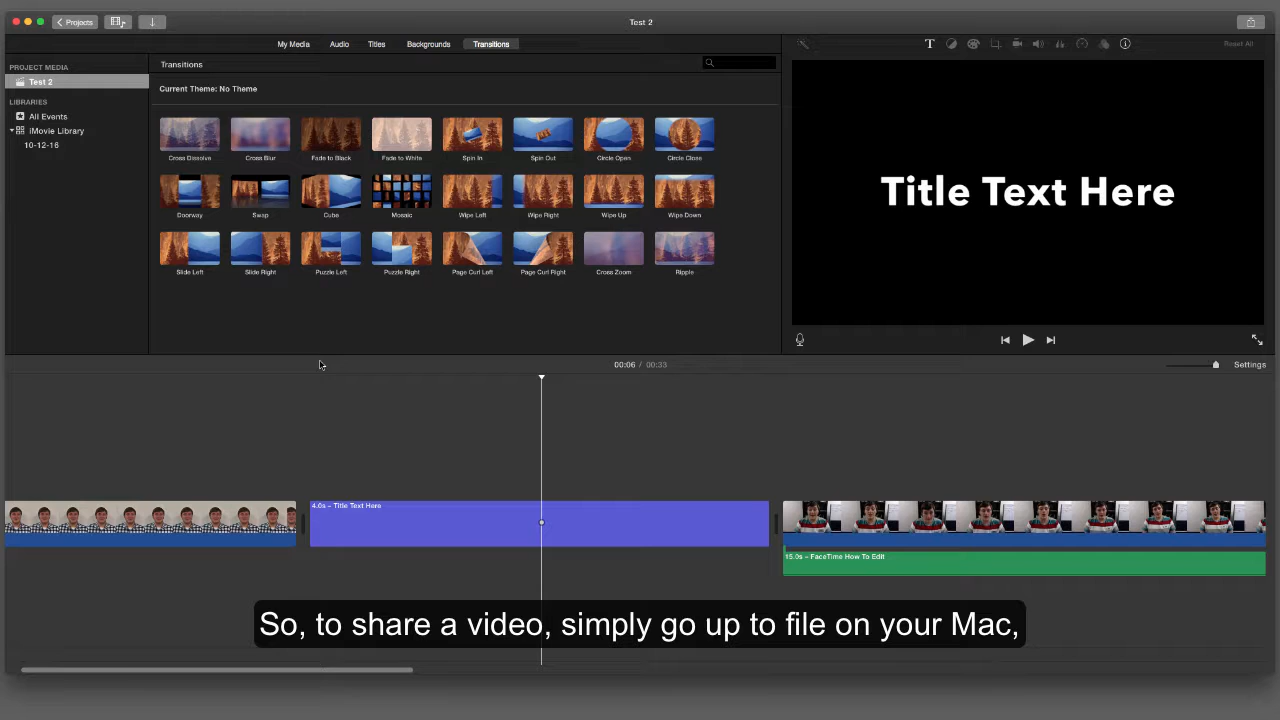 Projects
Test 2
My Media
Audio
Titles
Backgrounds
Transitions
T
Reset All
PROJECT MEDIA
Test 2
LIBRARIES
All Events
iMovie Library
10-12-16
Transitions
Current Theme: No Theme
Cross Dissolve
Cross Blur
Fade to Black
Fade to White
Spin In
Spin Out
Circle Open
Circle Close
Doorway
Swap
Cube
Mosaic
Wipe Left
Wipe Right
Wipe Up
Wipe Down
Slide Left
Slide Right
Puzzle Left
Puzzle Right
Page Curl Left
Page Curl Right
Cross Zoom
Ripple
Title Text Here
00:06 / 00:33
Settings
4.0s – Title Text Here
15.0s – FaceTime How To Edit
So, to share a video, simply go up to file on your Mac,